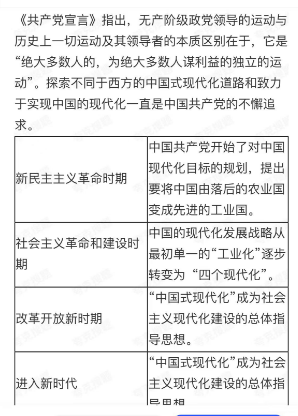 《共产党宣言》指出，无产阶级政党领导的运动与
历史上一切运动及其领导者的本质区别在于，它是
“绝大多数人的，为绝大多数人谋利益的独立的运
动”。探索不同于西方的中国式现代化道路和致力
于实现中国的现代化一直是中国共产党的不懈追
求。
新民主主义革命时期
中国共产党开始了对中国
现代化目标的规划，提出
要将中国由落后的农业国
变成先进的工业国。
社会主义革命和建设时
期
中国的现代化发展战略从
最初单一的“工业化”逐步
转变为“四个现代化”。
改革开放新时期
“中国式现代化”成为社会
主义现代化建设的总体指
导思想。
进入新时代
“中国式现代化”成为社会
主义现代化建设的总体指
导思想